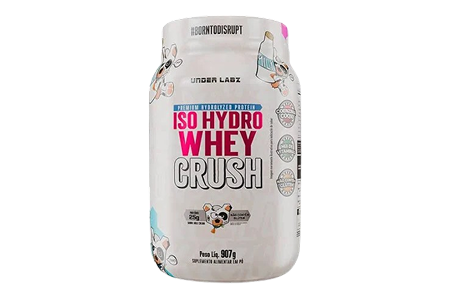 #BORNTODISRUPT
UNDER LABZ
PREMIUM HYDROLYZED PROTEIN
ISO HYDRO
WHEY
CRUSH
25g
Peso Líq. 907g
SUPLEMENTO ALIMENTAR EM PÓ